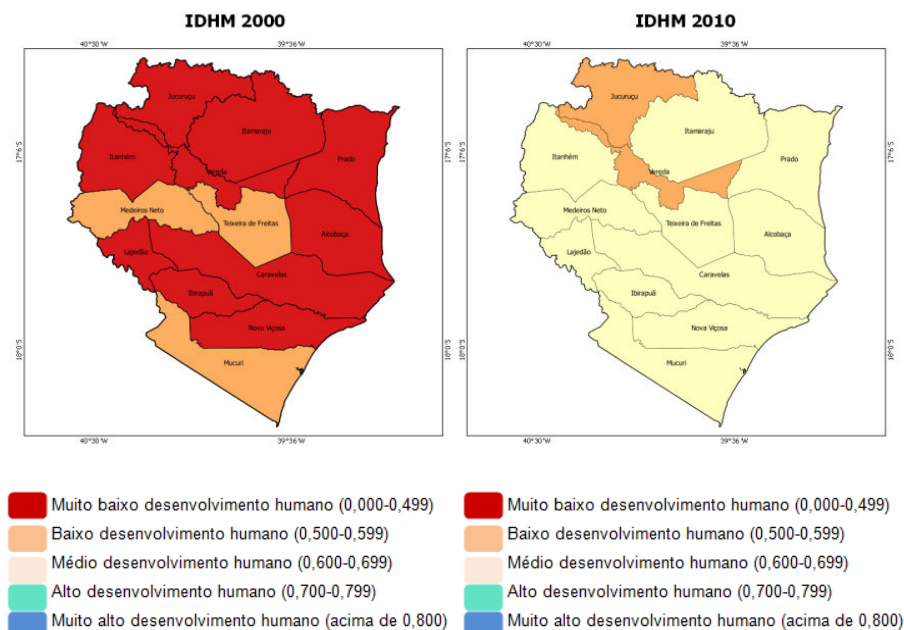 IDHM 2000
40°30 W
39°36 W
17°6'S
Jucuruçu
Itamaraju
Itanhém
Prado
Vereda
Medeiros Neto
Teixeira de Freitas
Alcobaça
Lajedão
Caravelas
Ibirapuã
Nova Viçosa
18°0'S
Mucuri
40°30 W
39°36 W
IDHM 2010
40°30 W
39°36 W
17°6'S
17°6'S
Jucuruçu
Itamaraju
Itanhém
Prado
Vereda
Medeiros Neto
Teixeira de Freitas
Alcobaça
Lajedão
Caravelas
Ibirapuã
Nova Viçosa
18°0'S
18°0'S
Mucuri
40°30 W
39°36 W
Muito baixo desenvolvimento humano (0,000-0,499)
Baixo desenvolvimento humano (0,500-0,599)
Médio desenvolvimento humano (0,600-0,699)
Alto desenvolvimento humano (0,700-0,799)
Muito alto desenvolvimento humano (acima de 0,800)
Muito baixo desenvolvimento humano (0,000-0,499)
Baixo desenvolvimento humano (0,500-0,599)
Médio desenvolvimento humano (0,600-0,699)
Alto desenvolvimento humano (0,700-0,799)
Muito alto desenvolvimento humano (acima de 0,800)